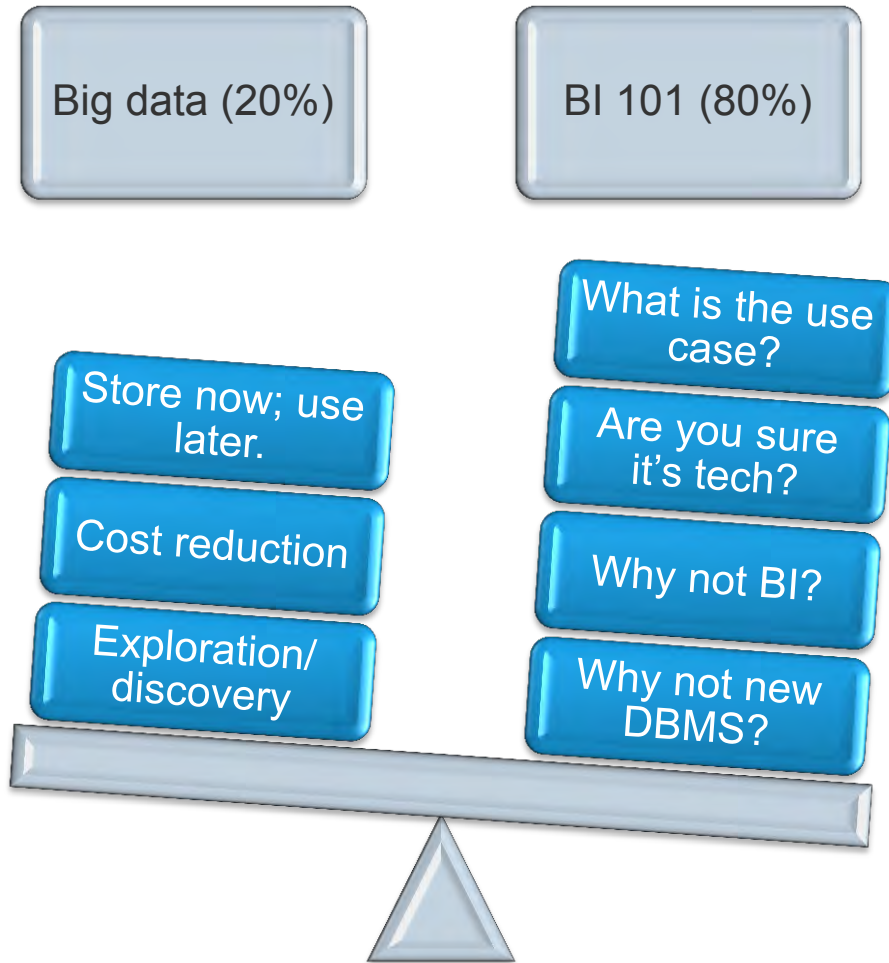 Big data (20%)
BI 101 (80%)
Store now; use
later.
Cost reduction
Exploration/
discovery
What is the use
case?
Are you sure
it’s tech?
Why not BI?
Why not new
DBMS?